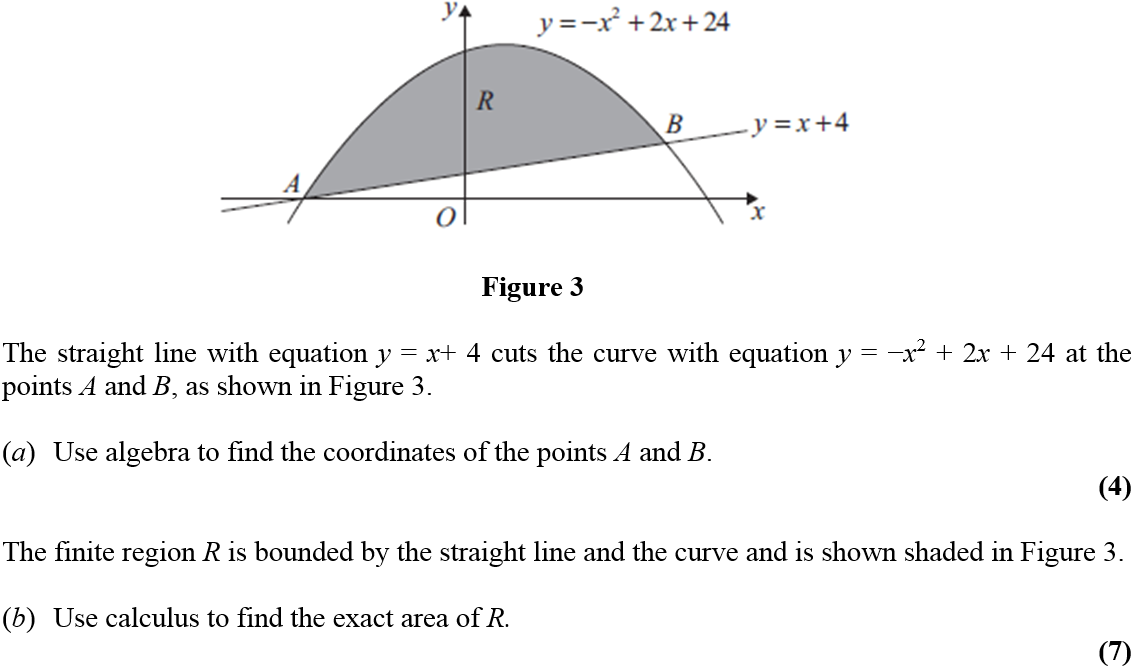 y
y = −x² + 2x + 24
R
B
y = x + 4
A
O
x
Figure 3
The straight line with equation y = x+ 4 cuts the curve with equation y = −x² + 2x + 24 at the
points A and B, as shown in Figure 3.
(a) Use algebra to find the coordinates of the points A and B.
(4)
The finite region R is bounded by the straight line and the curve and is shown shaded in Figure 3.
(b) Use calculus to find the exact area of R.
(7)